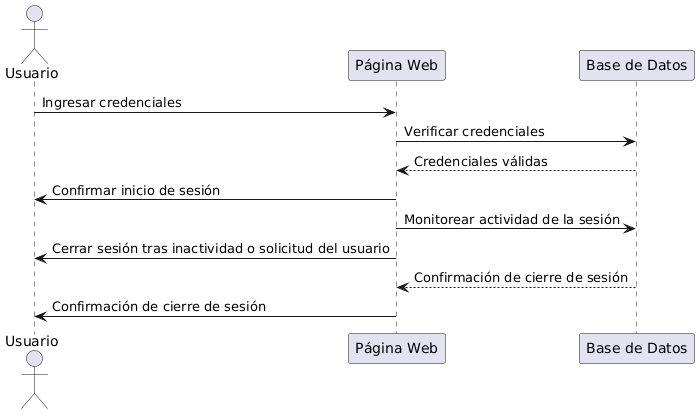 Usuario
Página Web
Base de Datos
Ingresar credenciales
Verificar credenciales
Credenciales válidas
Confirmar inicio de sesión
Monitorear actividad de la sesión
Cerrar sesión tras inactividad o solicitud del usuario
Confirmación de cierre de sesión
Confirmación de cierre de sesión
Usuario
Página Web
Base de Datos